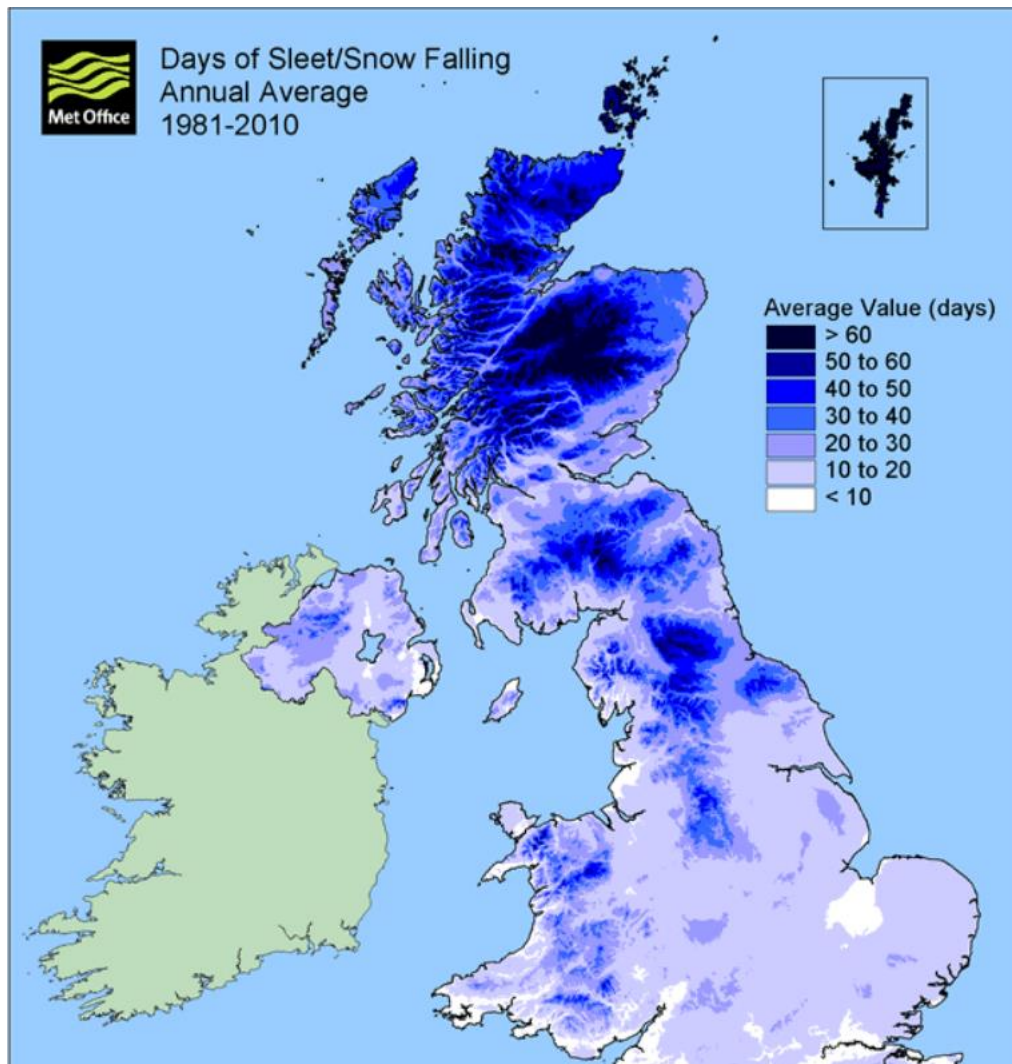 Met Office
Days of Sleet/Snow Falling
Annual Average
1981-2010
Average Value (days)
> 60
50 to 60
40 to 50
30 to 40
20 to 30
10 to 20
< 10